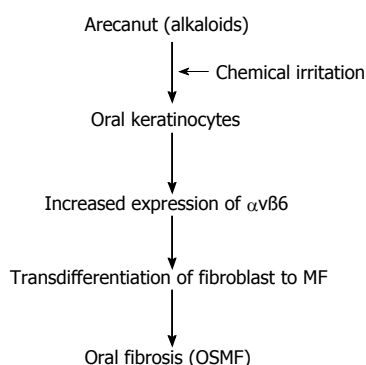 Arecanut (alkaloids)
Chemical irritation
Oral keratinocytes
Increased expression of αvß6
Transdifferentiation of fibroblast to MF
Oral fibrosis (OSMF)